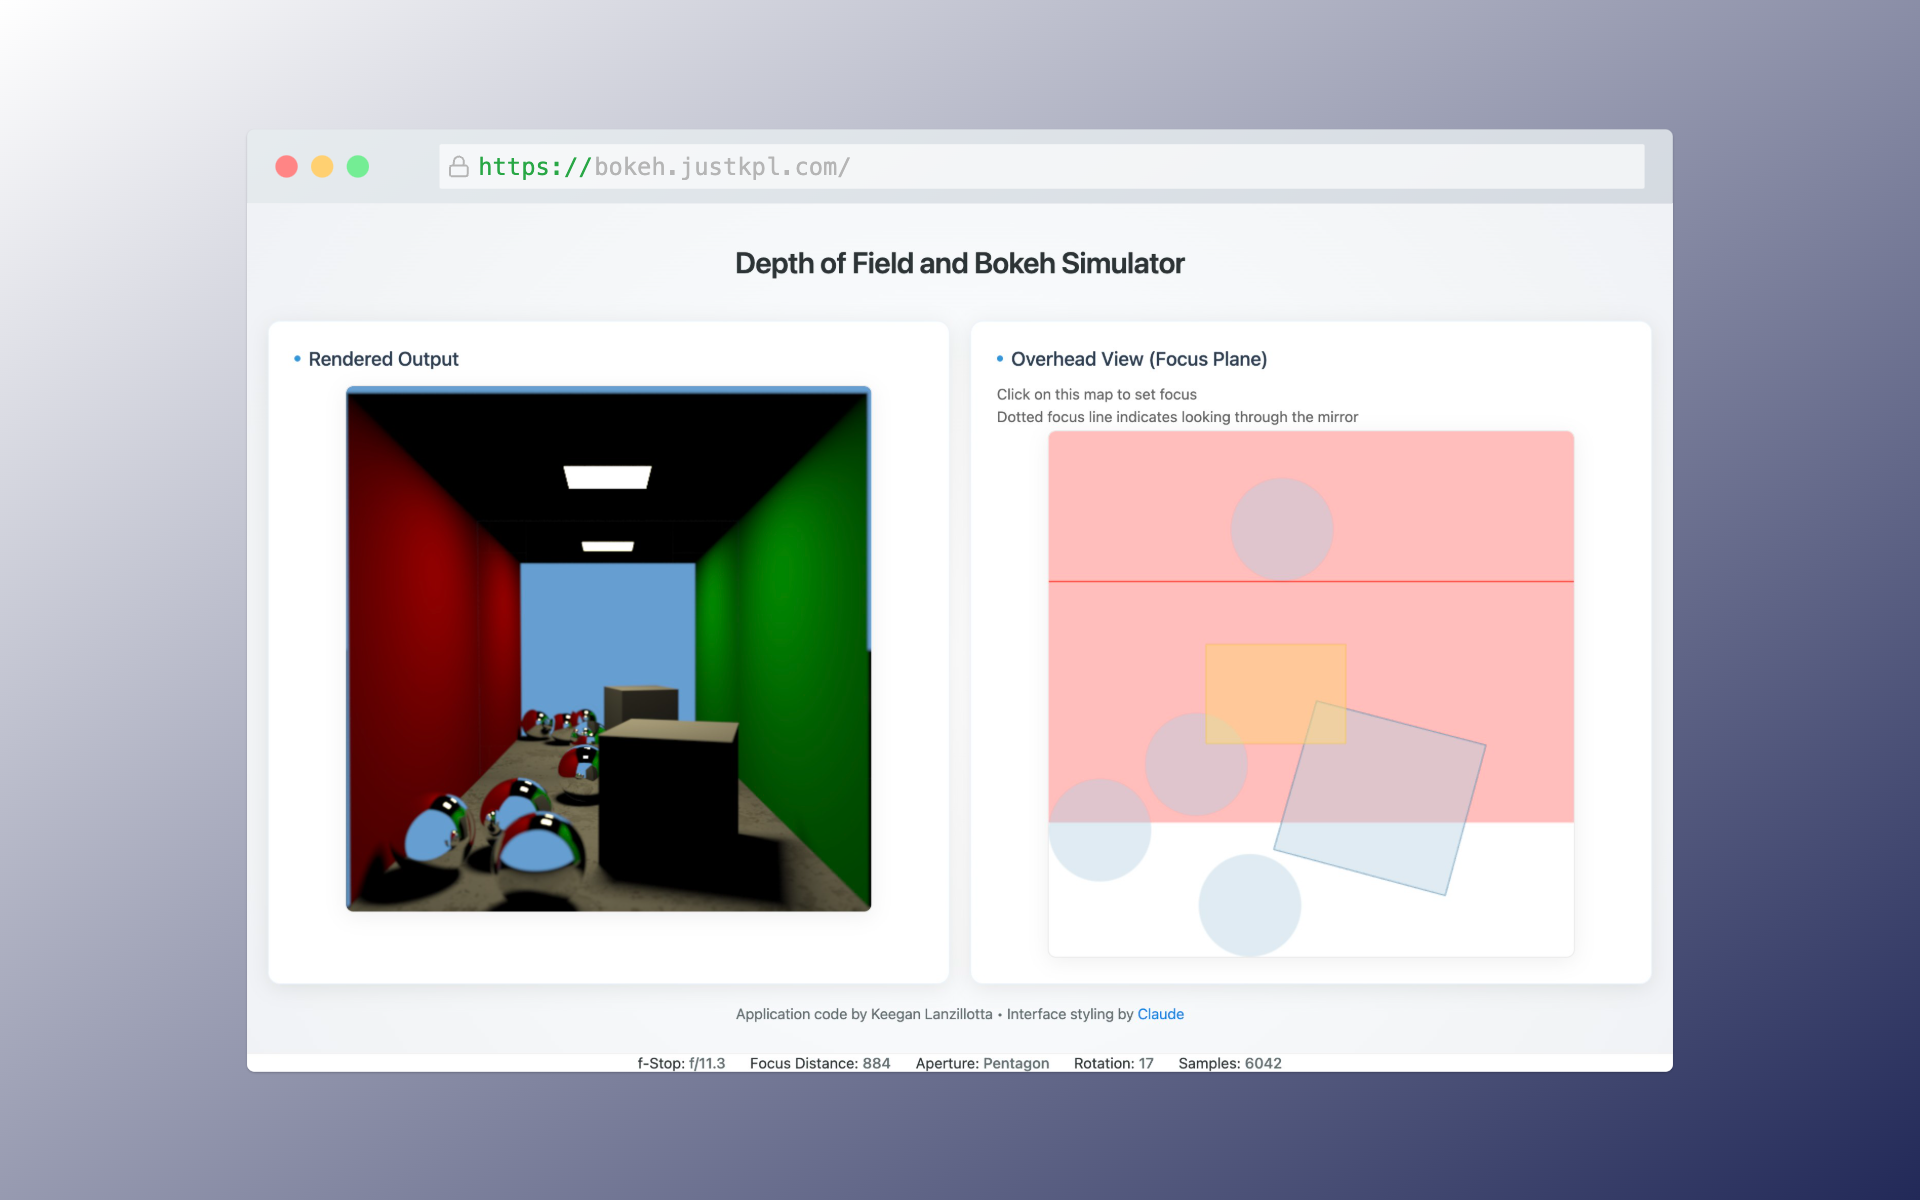 https://bokeh.justkpl.com/
Depth of Field and Bokeh Simulator
• Rendered Output
• Overhead View (Focus Plane)
Click on this map to set focus
Dotted focus line indicates looking through the mirror
Application code by Keegan Lanzillotta • Interface styling by Claude
f-Stop: f/11.3 Focus Distance: 884 Aperture: Pentagon Rotation: 17 Samples: 6042